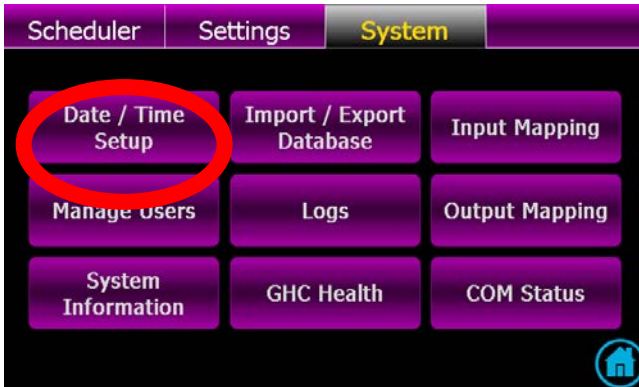 Scheduler Settings System
Date / Time Import / Export Input Mapping
Setup Database
Manage Users Logs Output Mapping
System GHC Health COM Status
Information